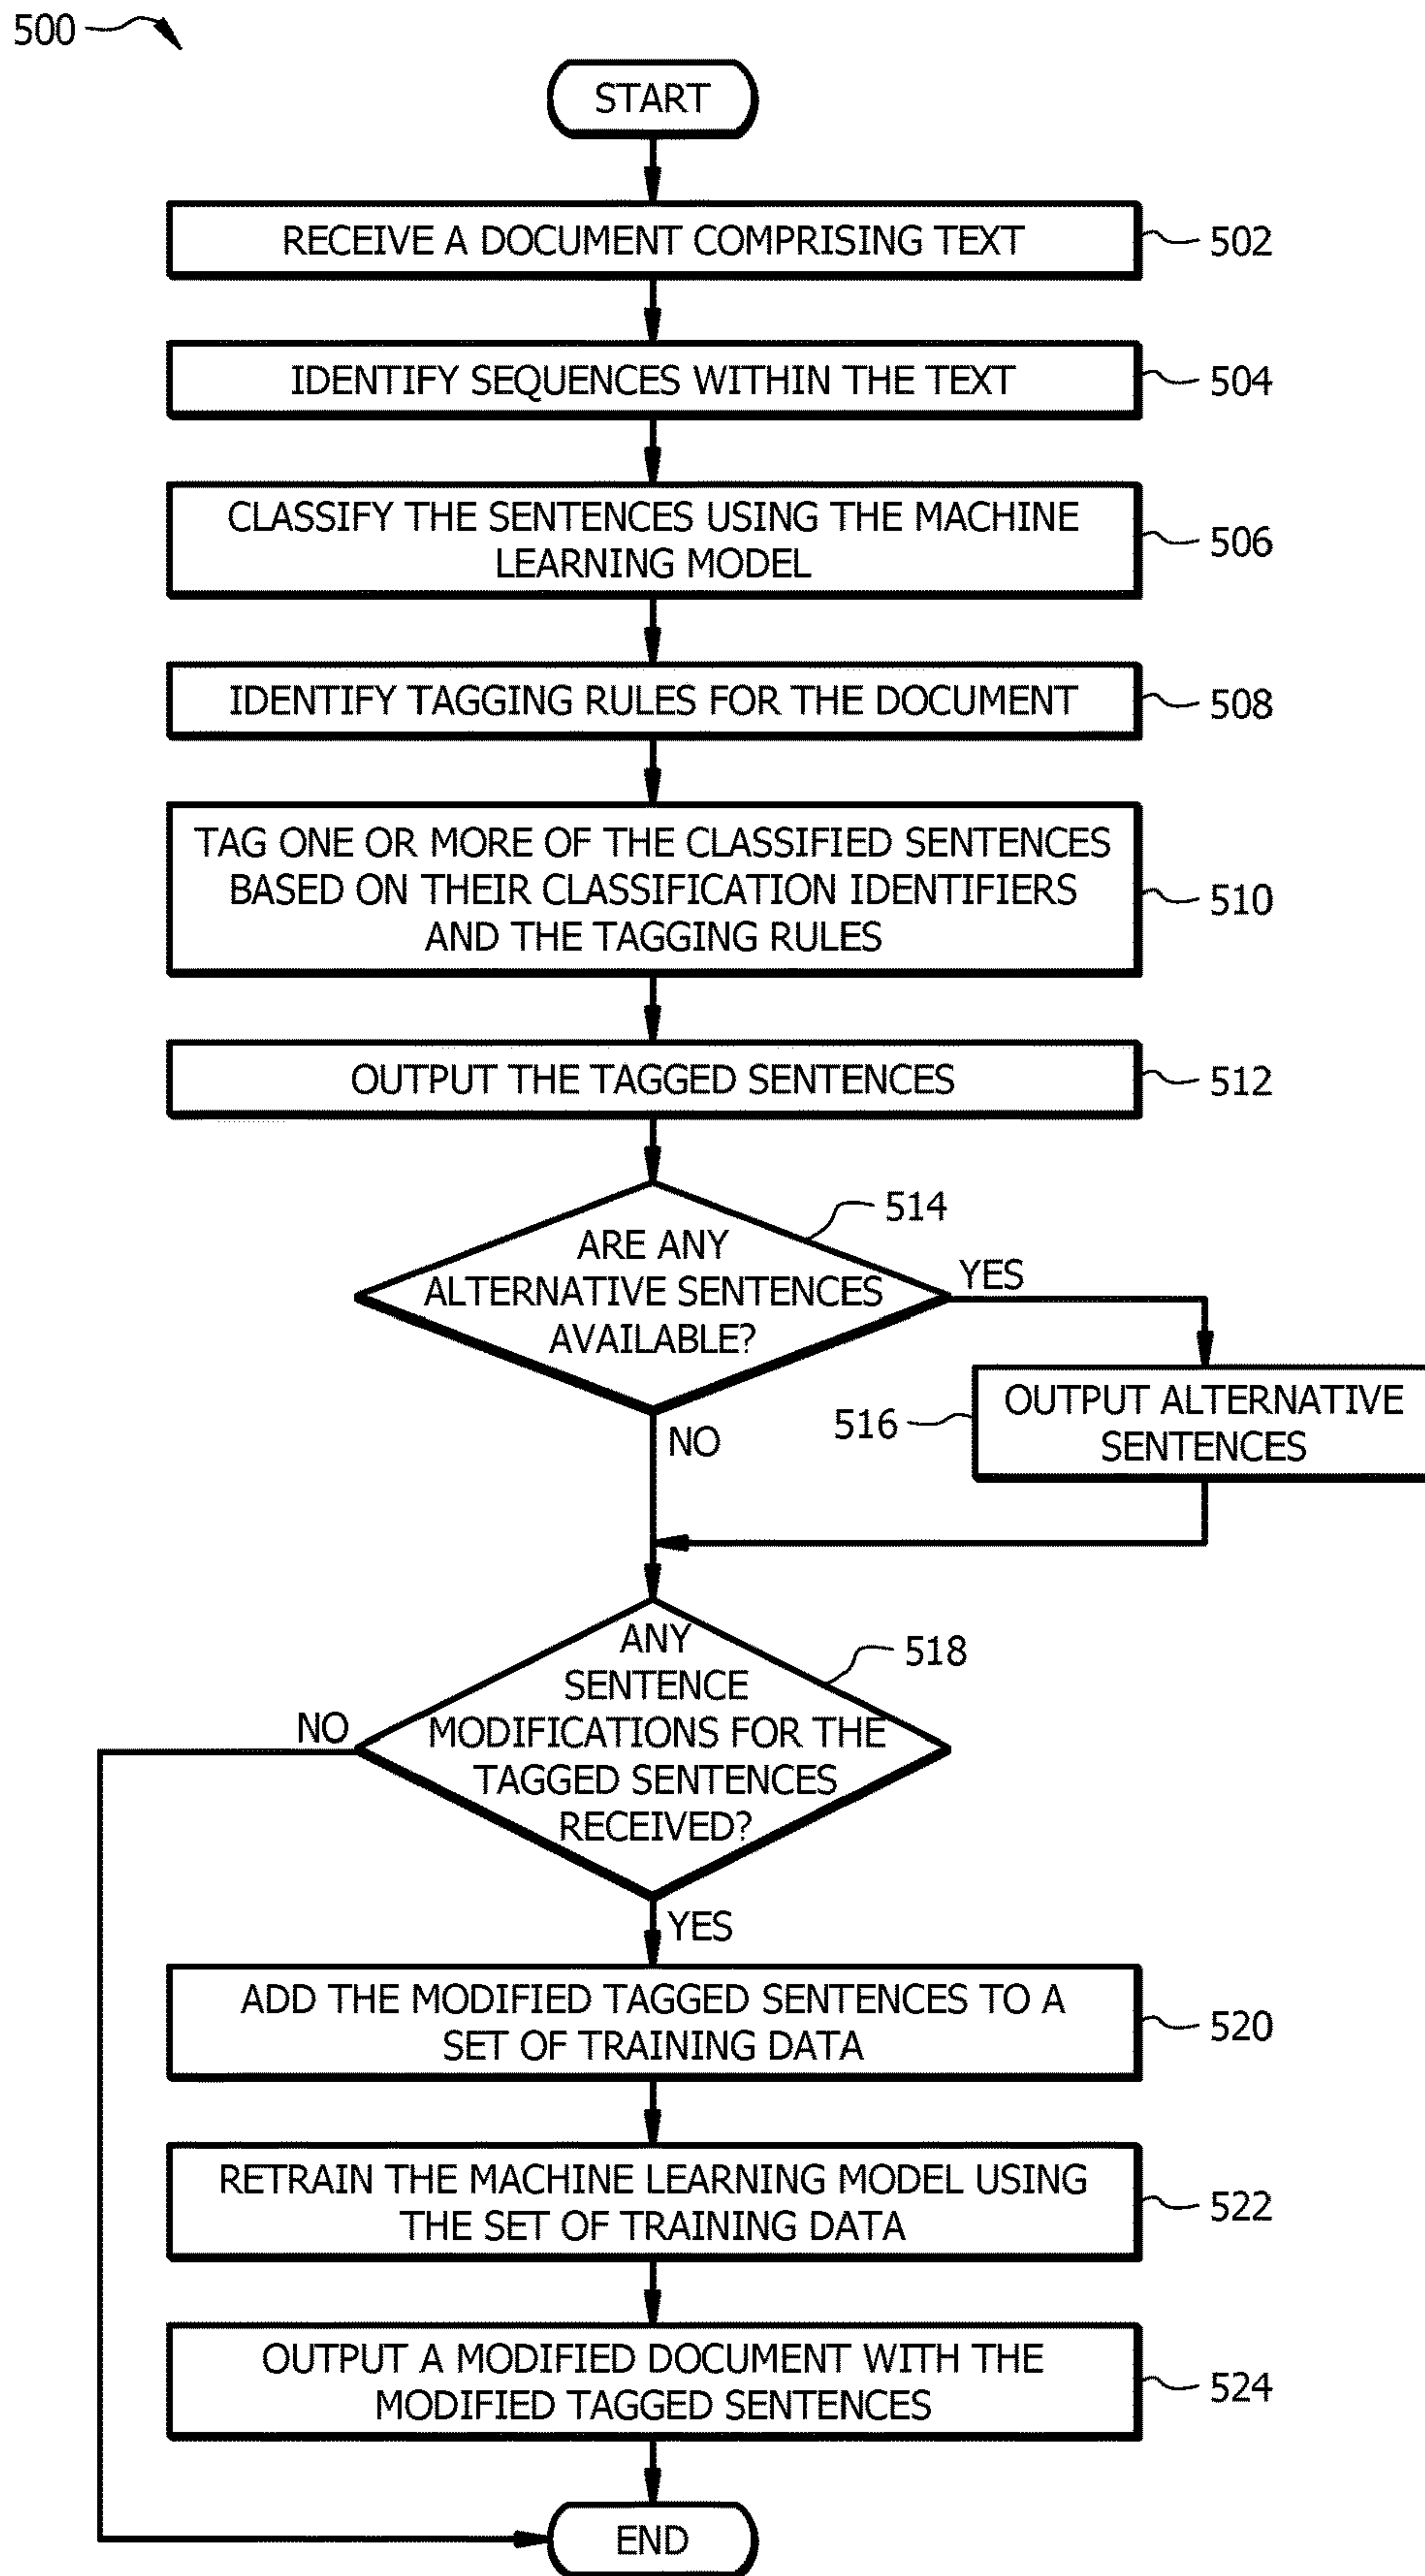 500
START
RECEIVE A DOCUMENT COMPRISING TEXT
502
IDENTIFY SEQUENCES WITHIN THE TEXT
504
CLASSIFY THE SENTENCES USING THE MACHINE
LEARNING MODEL
506
IDENTIFY TAGGING RULES FOR THE DOCUMENT
508
TAG ONE OR MORE OF THE CLASSIFIED SENTENCES
BASED ON THEIR CLASSIFICATION IDENTIFIERS
AND THE TAGGING RULES
510
OUTPUT THE TAGGED SENTENCES
512
514
ARE ANY
ALTERNATIVE SENTENCES
AVAILABLE?
YES
NO
516
OUTPUT ALTERNATIVE
SENTENCES
518
ANY
SENTENCE
MODIFICATIONS FOR THE
TAGGED SENTENCES
RECEIVED?
NO
YES
ADD THE MODIFIED TAGGED SENTENCES TO A
SET OF TRAINING DATA
520
RETRAIN THE MACHINE LEARNING MODEL USING
THE SET OF TRAINING DATA
522
OUTPUT A MODIFIED DOCUMENT WITH THE
MODIFIED TAGGED SENTENCES
524
END